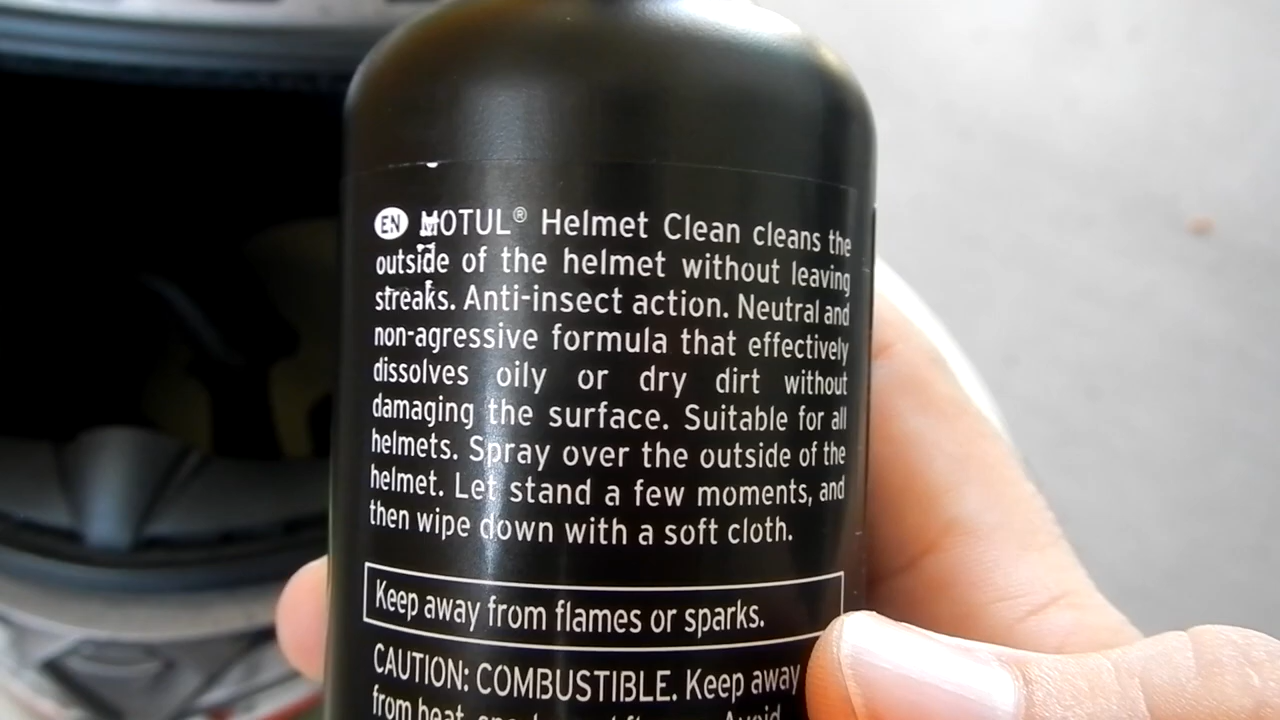 EN MOTUL® Helmet Clean cleans the
outside of the helmet without leaving
streaks. Anti-insect action. Neutral and
non-agressive formula that effectively
dissolves oily or dry dirt without
damaging the surface. Suitable for all
helmets. Spray over the outside of the
helmet. Let stand a few moments, and
then wipe down with a soft cloth.
Keep away from flames or sparks.
CAUTION: COMBUSTIBLE. Keep away
from heat, Avoid